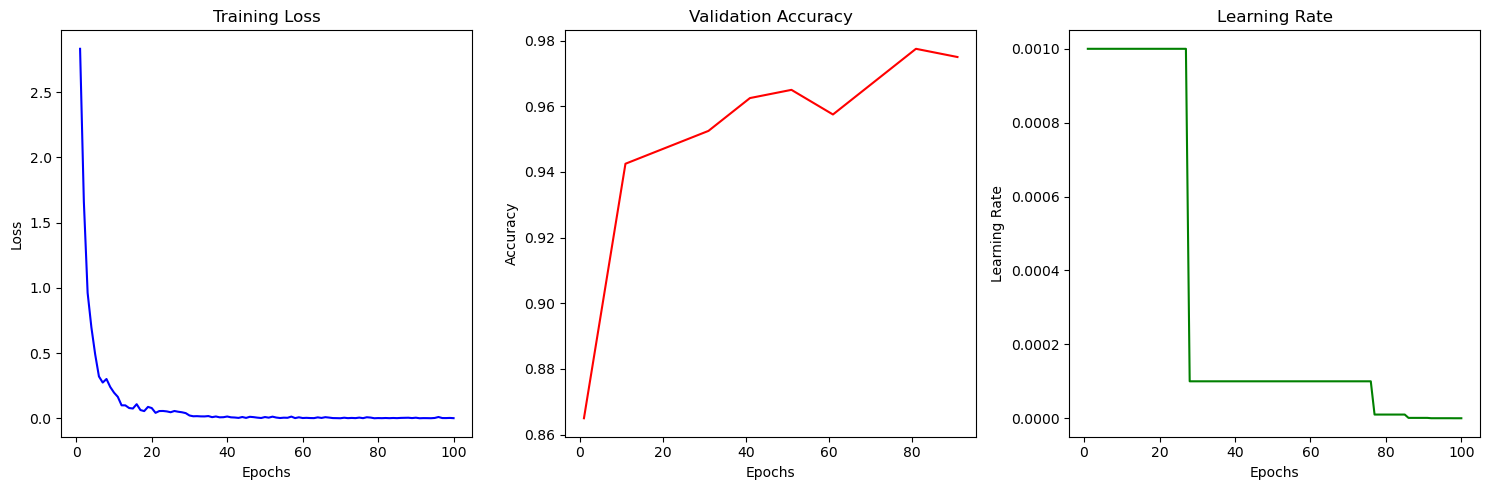 Training Loss
Loss
2.5
2.0
1.5
1.0
0.5
0.0
0 20 40 60 80 100
Epochs
Validation Accuracy
Accuracy
0.98
0.96
0.94
0.92
0.90
0.88
0.86
0 20 40 60 80
Epochs
Learning Rate
Learning Rate
0.0010
0.0008
0.0006
0.0004
0.0002
0.0000
0 20 40 60 80 100
Epochs